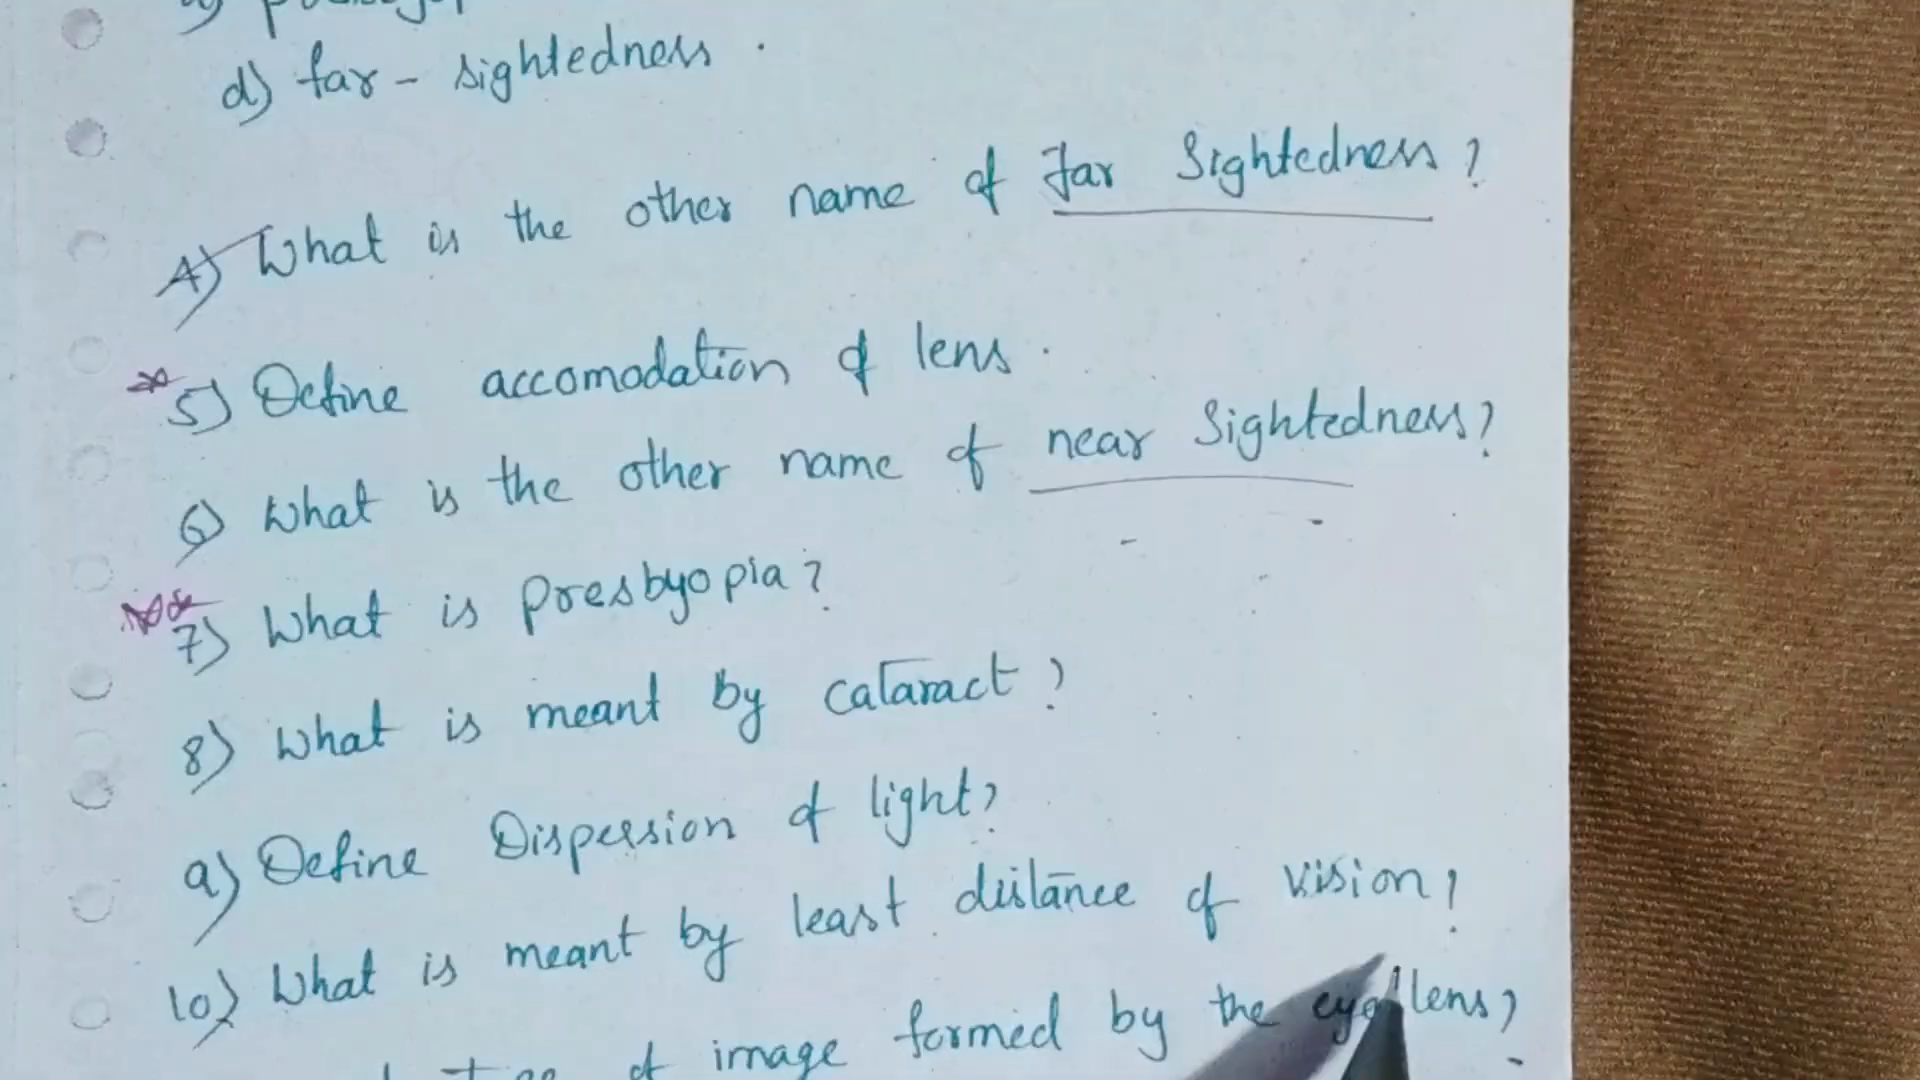 d) far - sightedness.
4) What is the other name of far Sightedness?
5) Define accomodation of lens.
6) What is the other name of near Sightedness?
7) What is presbyopia?
8) What is meant by cataract?
9) Define Dispersion of light?
10) What is meant by least distance of vision?
of image formed by the eye lens?